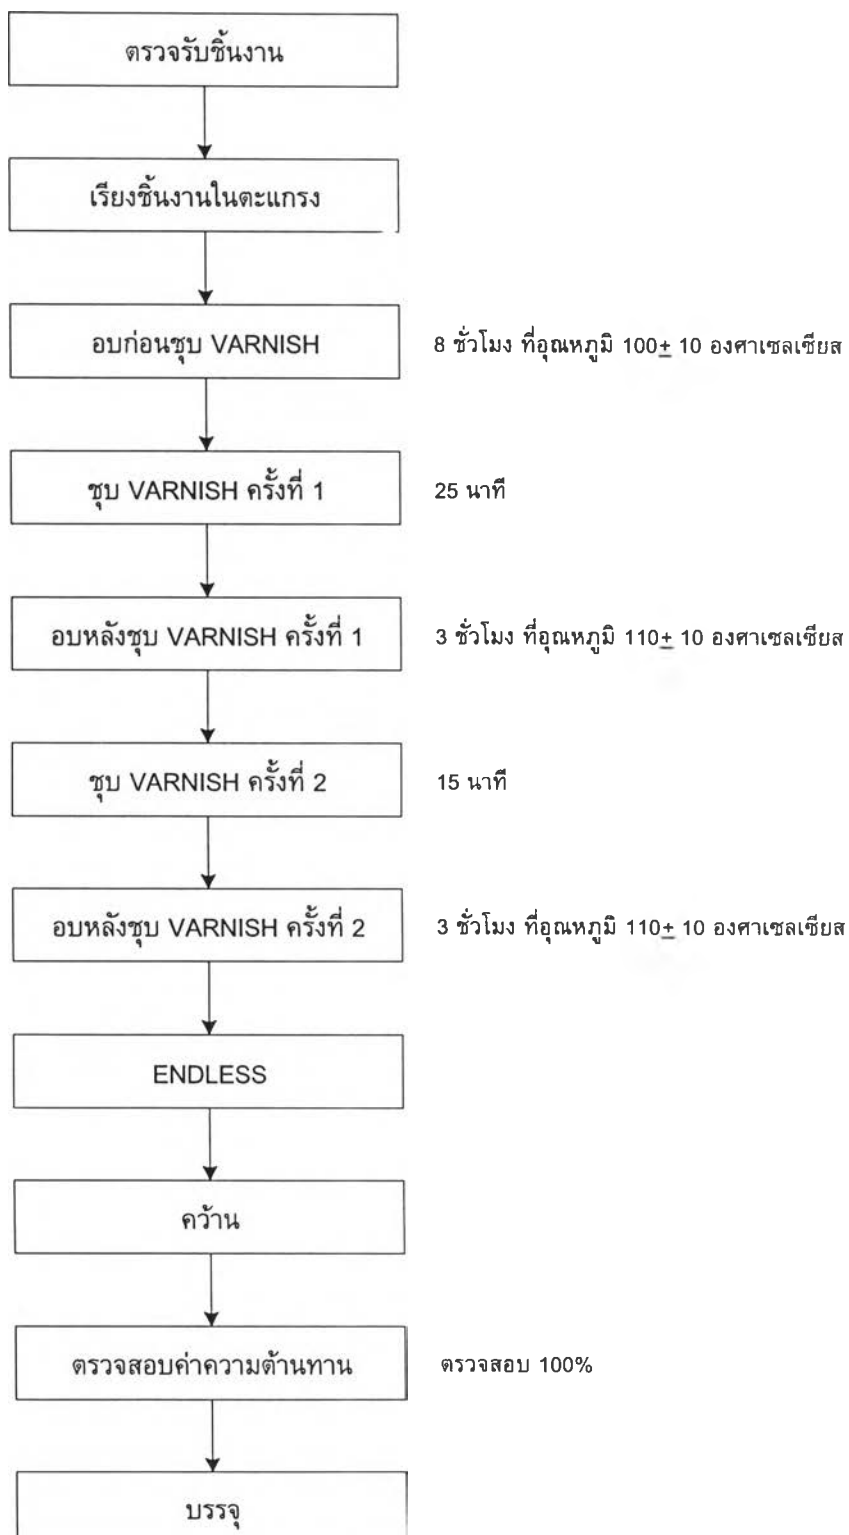 ตรวจรับชิ้นงาน
เรียงชิ้นงานในตะแกรง
อบก่อนชุบ VARNISH
8 ชั่วโมง ที่อุณหภูมิ 100± 10 องศาเซลเซียส
ชุบ VARNISH ครั้งที่ 1
25 นาที
อบหลังชุบ VARNISH ครั้งที่ 1
3 ชั่วโมง ที่อุณหภูมิ 110± 10 องศาเซลเซียส
ชุบ VARNISH ครั้งที่ 2
15 นาที
อบหลังชุบ VARNISH ครั้งที่ 2
3 ชั่วโมง ที่อุณหภูมิ 110± 10 องศาเซลเซียส
ENDLESS
คว้าน
ตรวจสอบค่าความต้านทาน
ตรวจสอบ 100%
บรรจุ